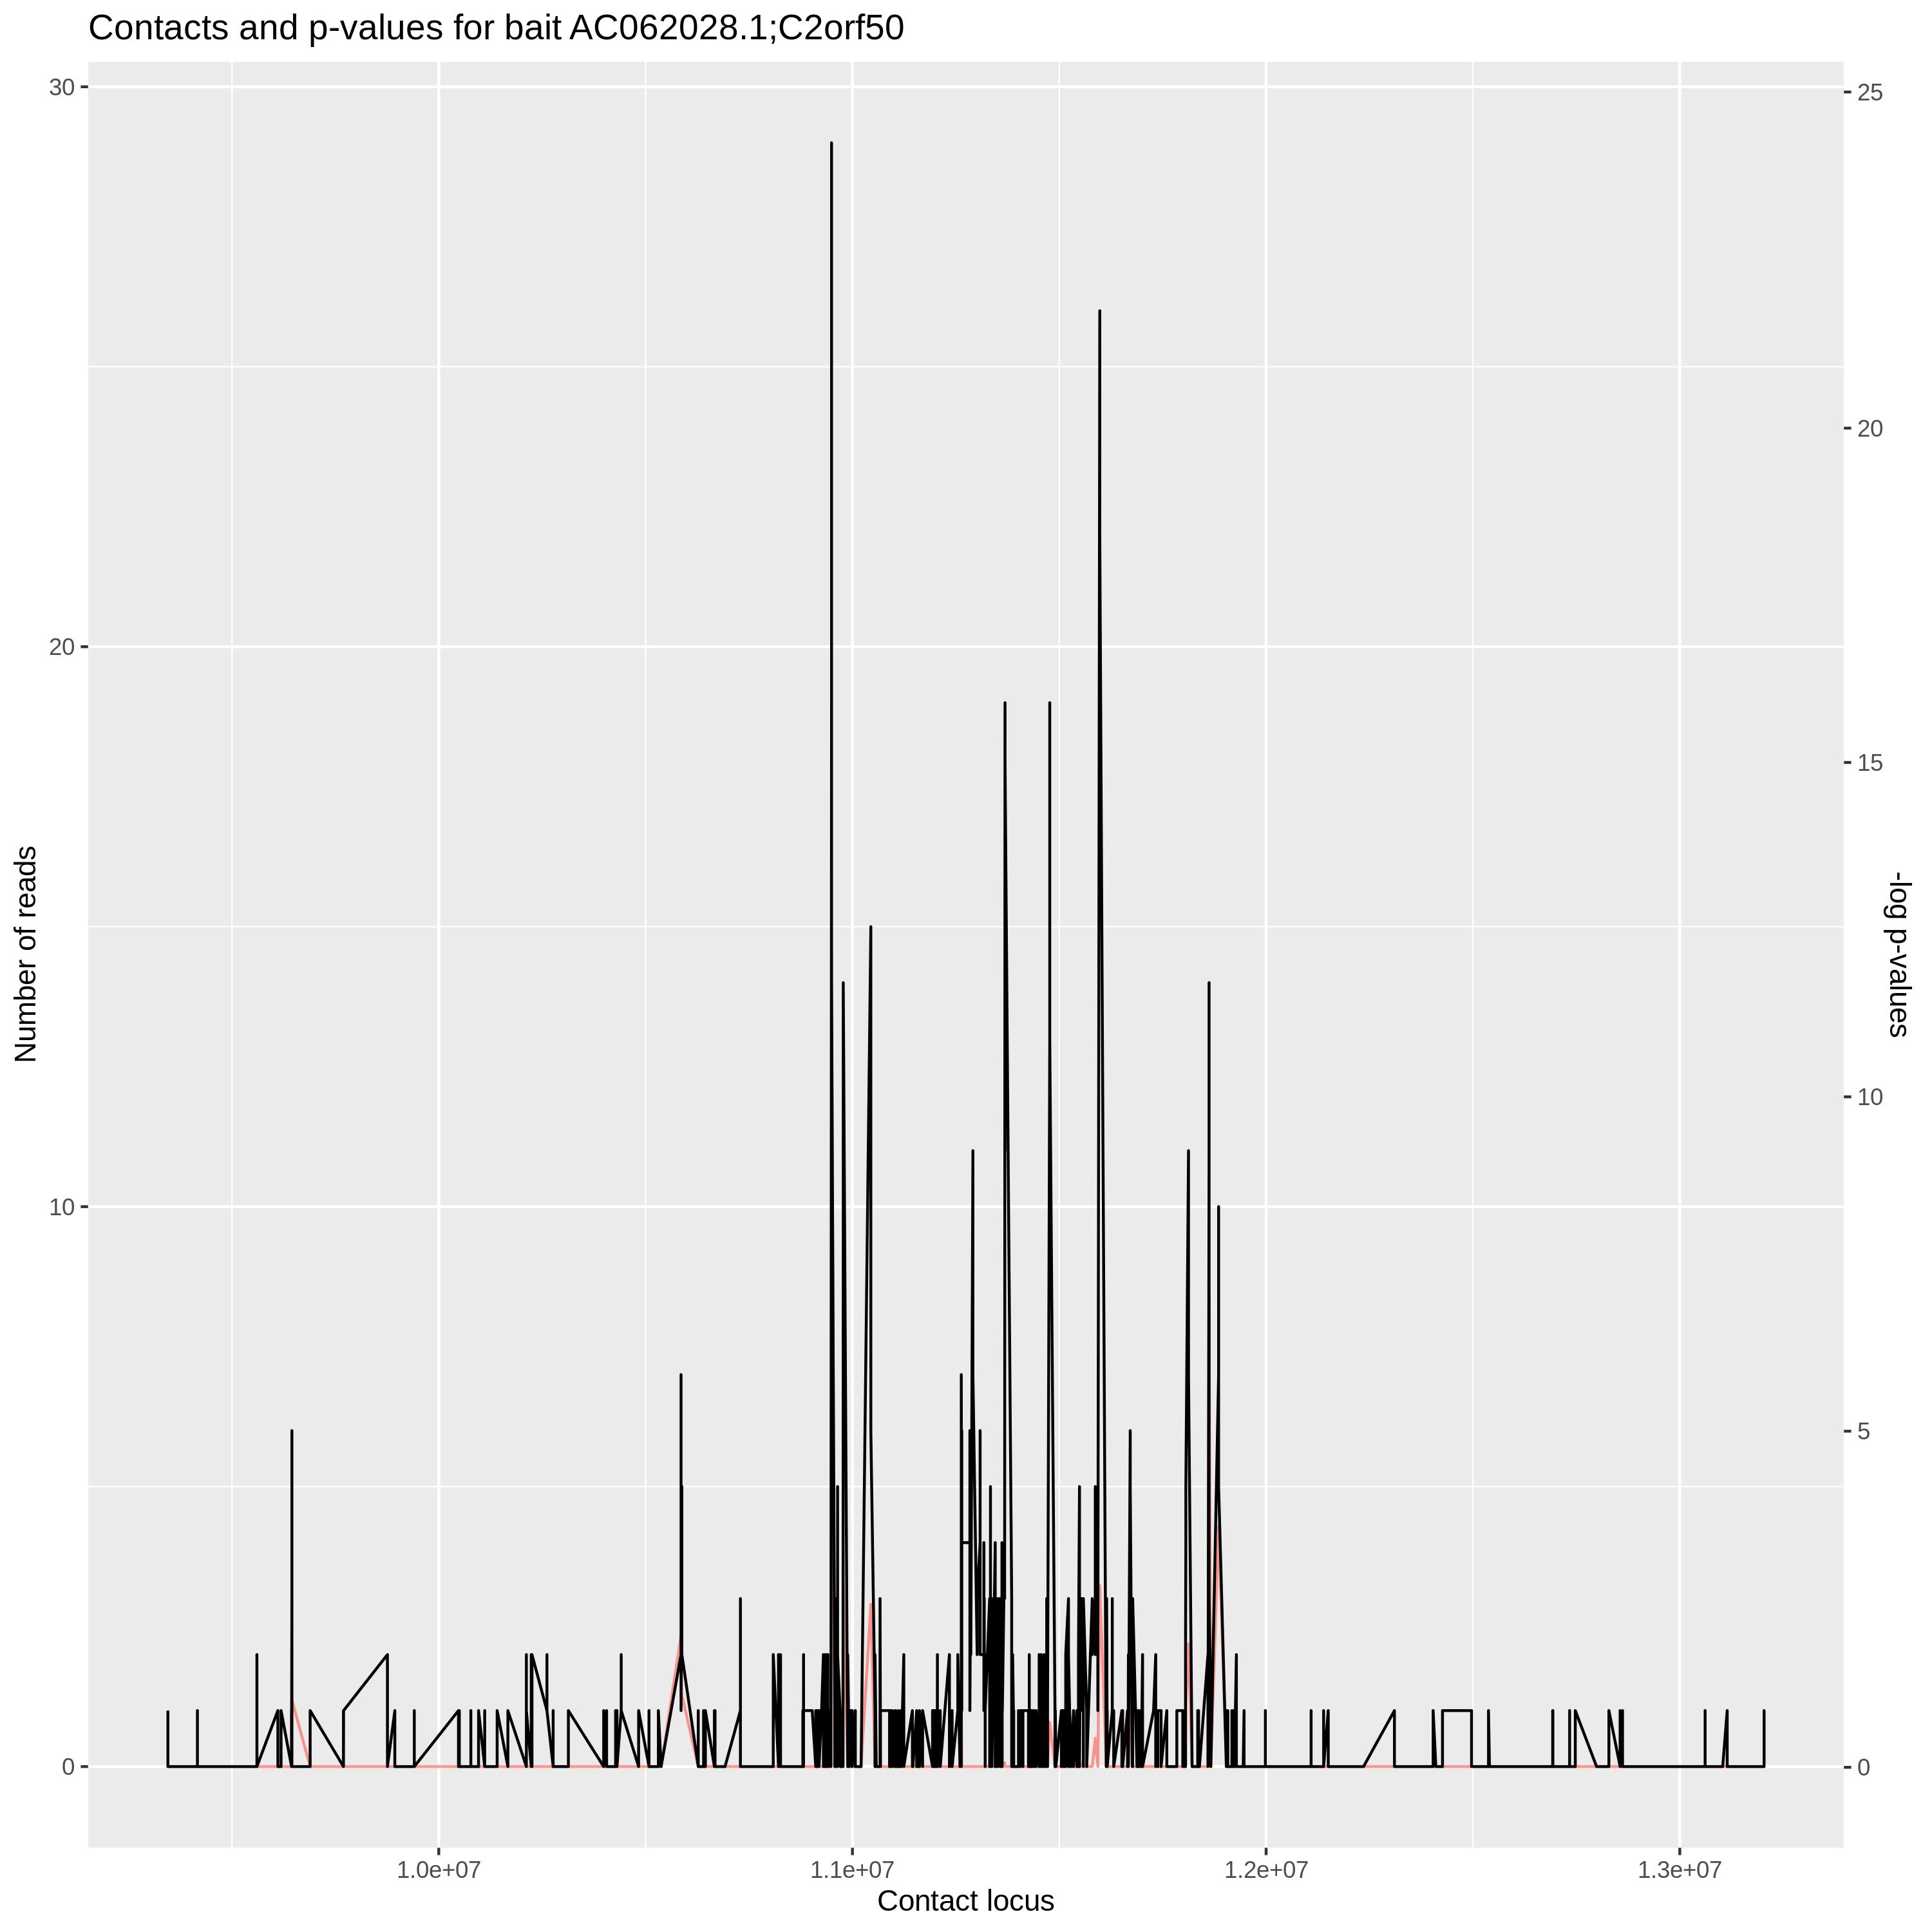 Contacts and p-values for bait AC062028.1;C2orf50
30
20
10
0
Number of reads
25
20
15
10
5
0
-log p-values
1.0e+07
1.1e+07
1.2e+07
1.3e+07
Contact locus